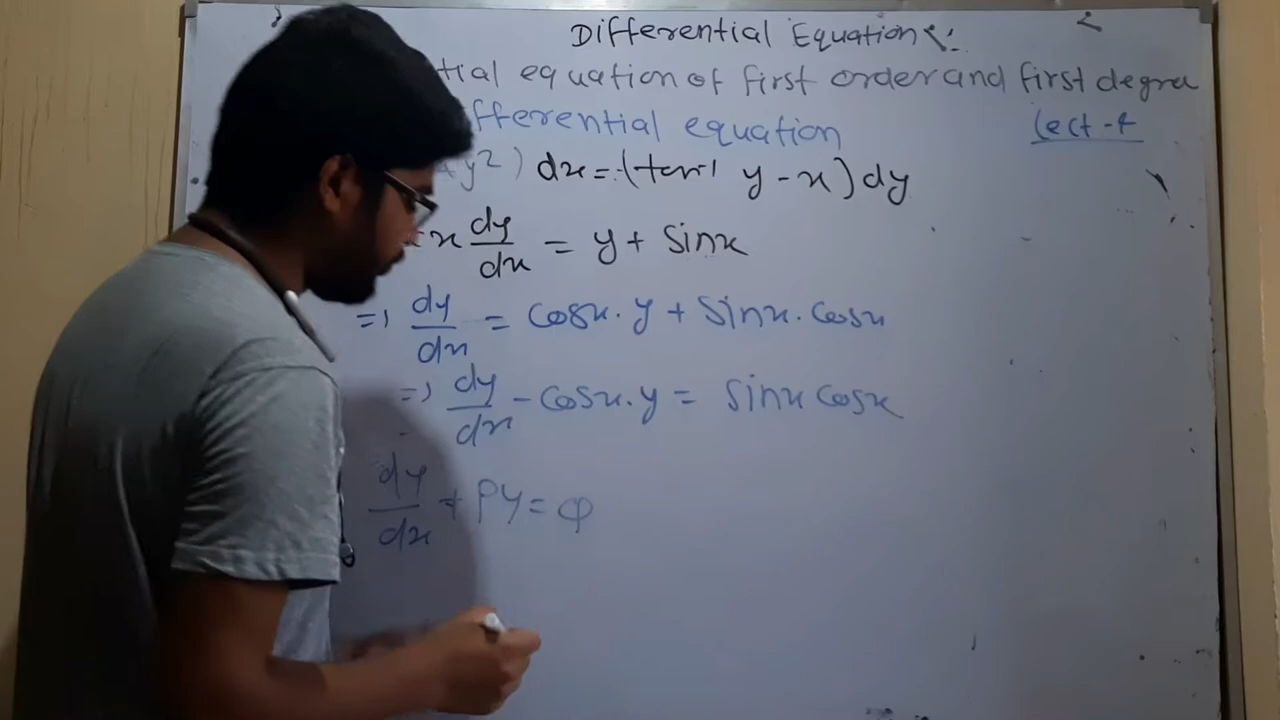 Differential Equation :
tial equation of first order and first degree
fferential equation Lect-4
y²) dx = (tan⁻¹ y - x) dy
x dy/dx = y + sinx
⇒ dy/dx = cosx.y + sinx.cosx
⇒ dy/dx - cosx.y = sinx cosx
dy/dx + Py = φ